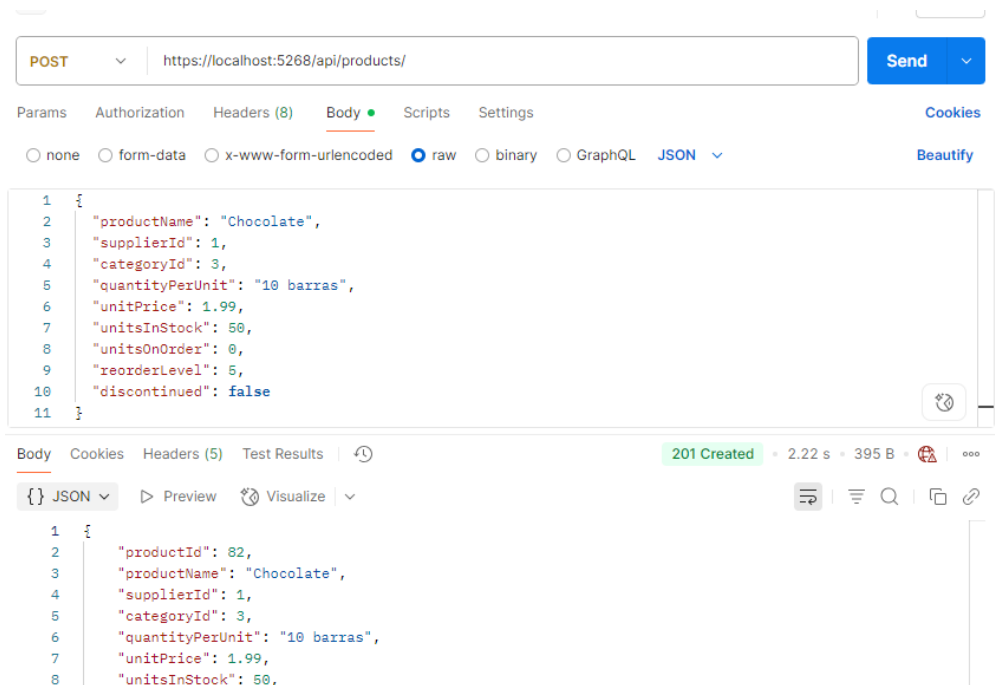 POST https://localhost:5268/api/products/ Send
Params Authorization Headers (8) Body Scripts Settings Cookies
none form-data x-www-form-urlencoded raw binary GraphQL JSON Beautify
1 {
2 "productName": "Chocolate",
3 "supplierId": 1,
4 "categoryId": 3,
5 "quantityPerUnit": "10 barras",
6 "unitPrice": 1.99,
7 "unitsInStock": 50,
8 "unitsOnOrder": 0,
9 "reorderLevel": 5,
10 "discontinued": false
11 }
Body Cookies Headers (5) Test Results 201 Created 2.22 s 395 B
{} JSON Preview Visualize
1 {
2 "productId": 82,
3 "productName": "Chocolate",
4 "supplierId": 1,
5 "categoryId": 3,
6 "quantityPerUnit": "10 barras",
7 "unitPrice": 1.99,
8 "unitsInStock": 50,